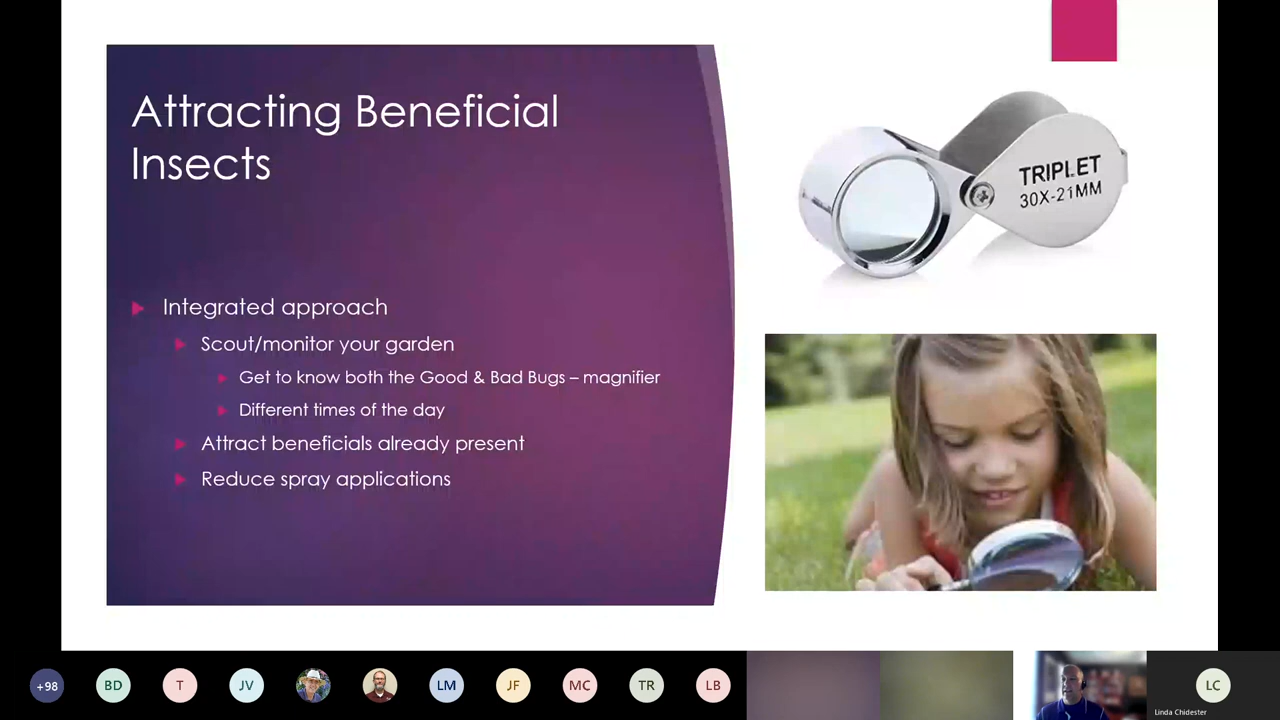 Attracting Beneficial
Insects
Integrated approach
Scout/monitor your garden
Get to know both the Good & Bad Bugs – magnifier
Different times of the day
Attract beneficials already present
Reduce spray applications
TRIPLET
30X-21MM
+98
BD
T
JV
LM
JF
MC
TR
LB
LC
Linda Chidester